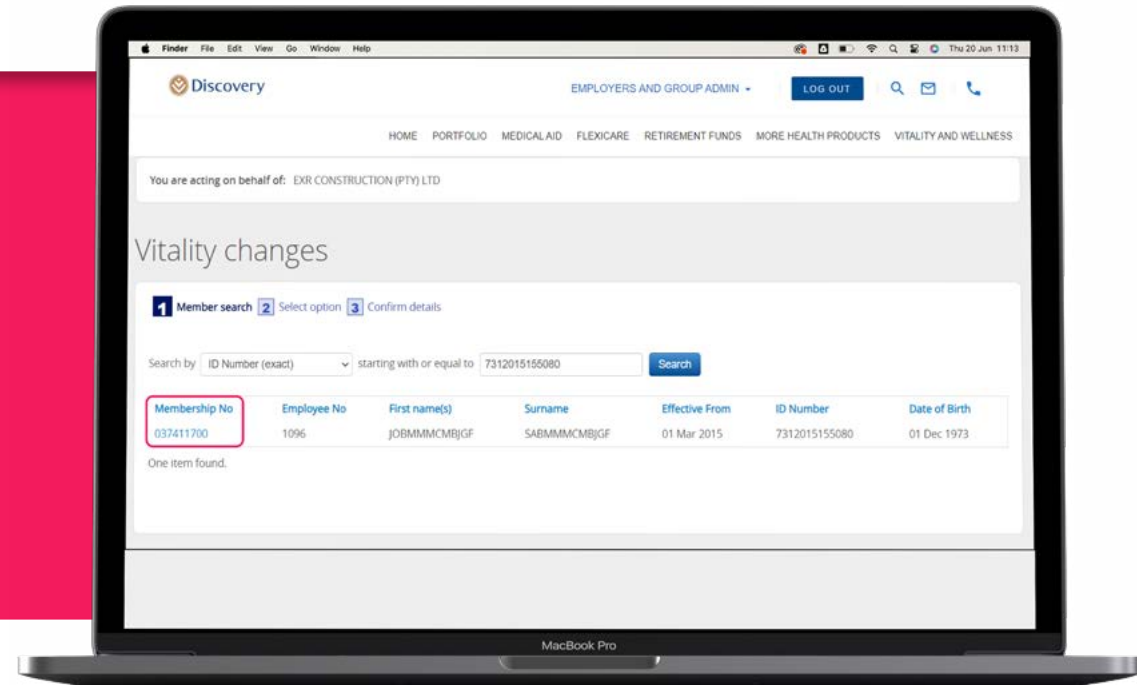 Finder File Edit View Go Window Help Thu 20 Jun 11:13
Discovery EMPLOYERS AND GROUP ADMIN LOG OUT
HOME PORTFOLIO MEDICAL AID FLEXICARE RETIREMENT FUNDS MORE HEALTH PRODUCTS VITALITY AND WELLNESS
You are acting on behalf of: EXR CONSTRUCTION (PTY) LTD
Vitality changes
1 Member search 2 Select option 3 Confirm details
Search by ID Number (exact) starting with or equal to 7312015155080 Search
Membership No Employee No First name(s) Surname Effective From ID Number Date of Birth
037411700 1096 JOBMMMCMBJGF SABMMMCMBJGF 01 Mar 2015 7312015155080 01 Dec 1973
One item found.
MacBook Pro